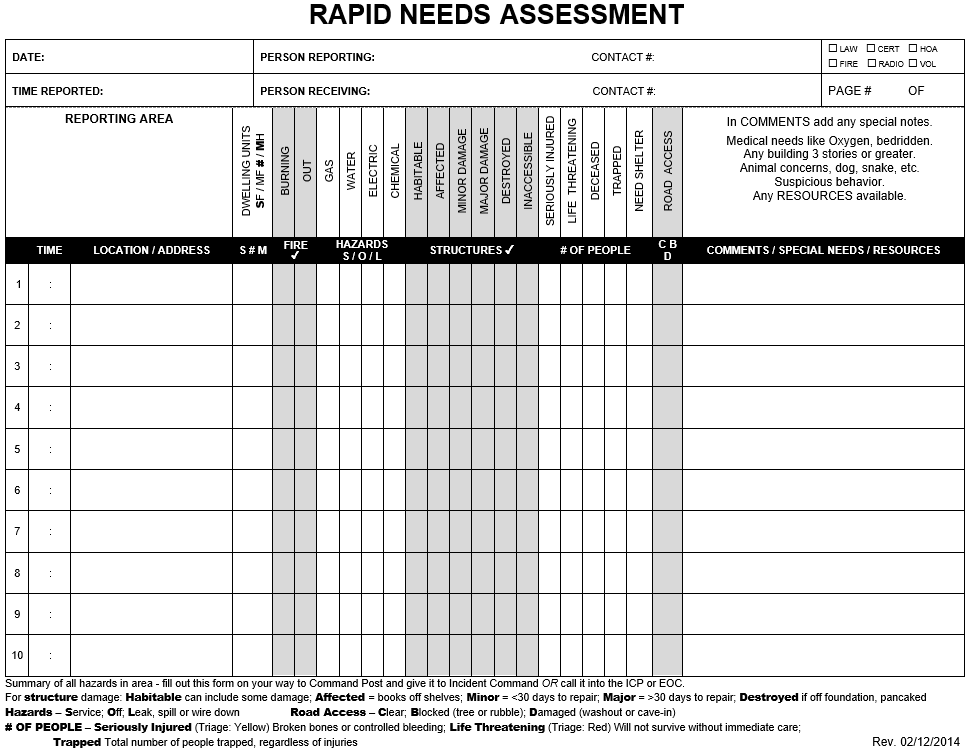 RAPID NEEDS ASSESSMENT
DATE: PERSON REPORTING: CONTACT #: ☐ LAW ☐ CERT ☐ HOA
☐ FIRE ☐ RADIO ☐ VOL
TIME REPORTED: PERSON RECEIVING: CONTACT #: PAGE # OF
REPORTING AREA
DWELLING UNITS
SF / MF # / MH
BURNING
OUT
GAS
WATER
ELECTRIC
CHEMICAL
HABITABLE
AFFECTED
MINOR DAMAGE
MAJOR DAMAGE
DESTROYED
INACCESSIBLE
SERIOUSLY INJURED
LIFE THREATENING
DECEASED
TRAPPED
NEED SHELTER
ROAD ACCESS
In COMMENTS add any special notes.
Medical needs like Oxygen, bedridden.
Any building 3 stories or greater.
Animal concerns, dog, snake, etc.
Suspicious behavior.
Any RESOURCES available.
TIME LOCATION / ADDRESS S # M FIRE ✓ HAZARDS S / O / L STRUCTURES ✓ # OF PEOPLE C B D COMMENTS / SPECIAL NEEDS / RESOURCES
1 :
2 :
3 :
4 :
5 :
6 :
7 :
8 :
9 :
10 :
Summary of all hazards in area - fill out this form on your way to Command Post and give it to Incident Command OR call it into the ICP or EOC.
For structure damage: Habitable can include some damage; Affected = books off shelves; Minor = <30 days to repair; Major = >30 days to repair; Destroyed if off foundation, pancaked
Hazards – Service; Off; Leak, spill or wire down Road Access – Clear; Blocked (tree or rubble); Damaged (washout or cave-in)
# OF PEOPLE – Seriously Injured (Triage: Yellow) Broken bones or controlled bleeding; Life Threatening (Triage: Red) Will not survive without immediate care;
Trapped Total number of people trapped, regardless of injuries Rev. 02/12/2014